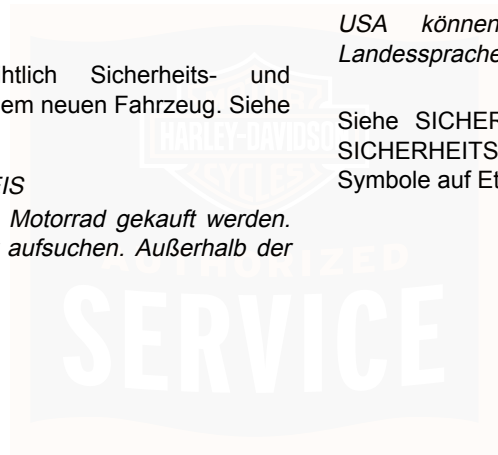 htlich Sicherheits- und
em neuen Fahrzeug. Siehe
EIS
Motorrad gekauft werden.
aufsuchen. Außerhalb der
USA können
Landessprache
Siehe SICHER
SICHERHEITS
Symbole auf Et
HARLEY-DAVIDSON
CYCLES
AUTHORIZED
SERVICE